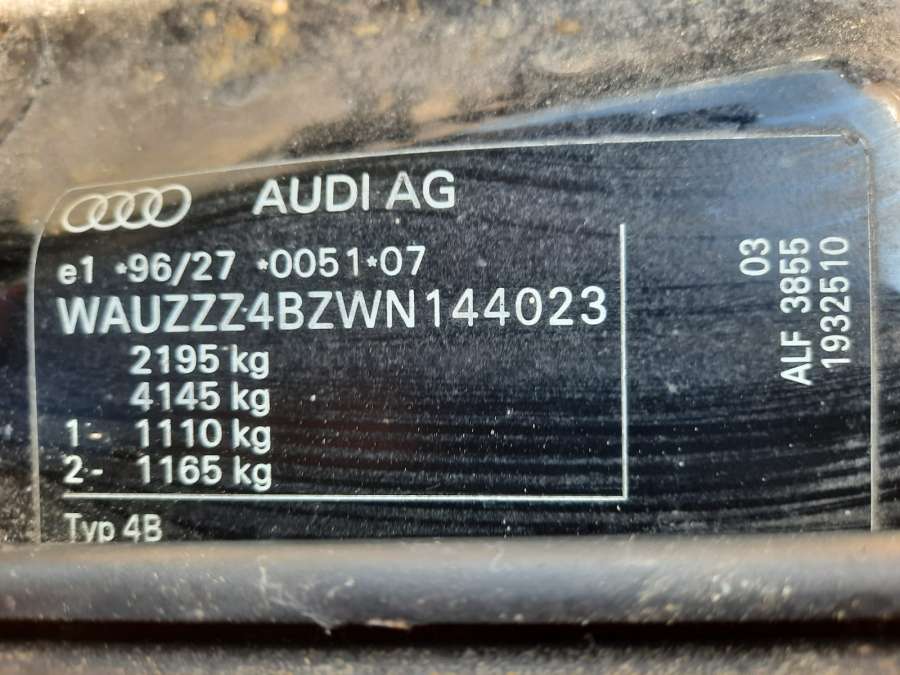 AUDI AG
e1 *96/27 *0051*07
WAUZZZ4BZWN144023
2195 kg
4145 kg
1- 1110 kg
2- 1165 kg
Typ 4B
03
ALF 3855
1932510